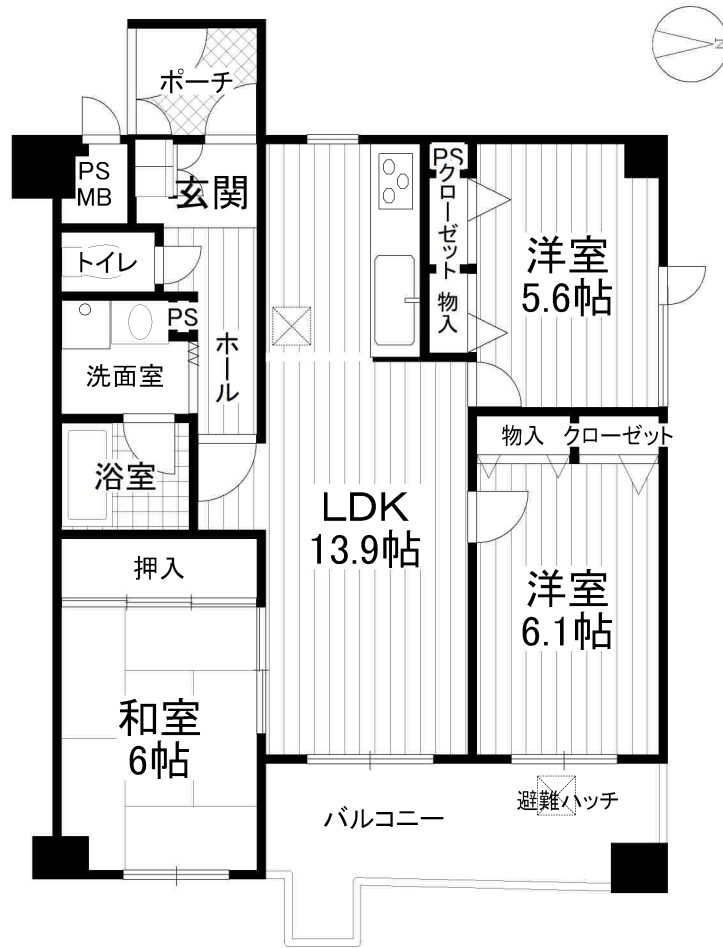 ポーチ
N
PS
MB
玄関
PS
クローゼット
物入
洋室
5.6帖
トイレ
PS
ホール
洗面室
浴室
物入
クローゼット
LDK
13.9帖
押入
洋室
6.1帖
和室
6帖
バルコニー
避難ハッチ